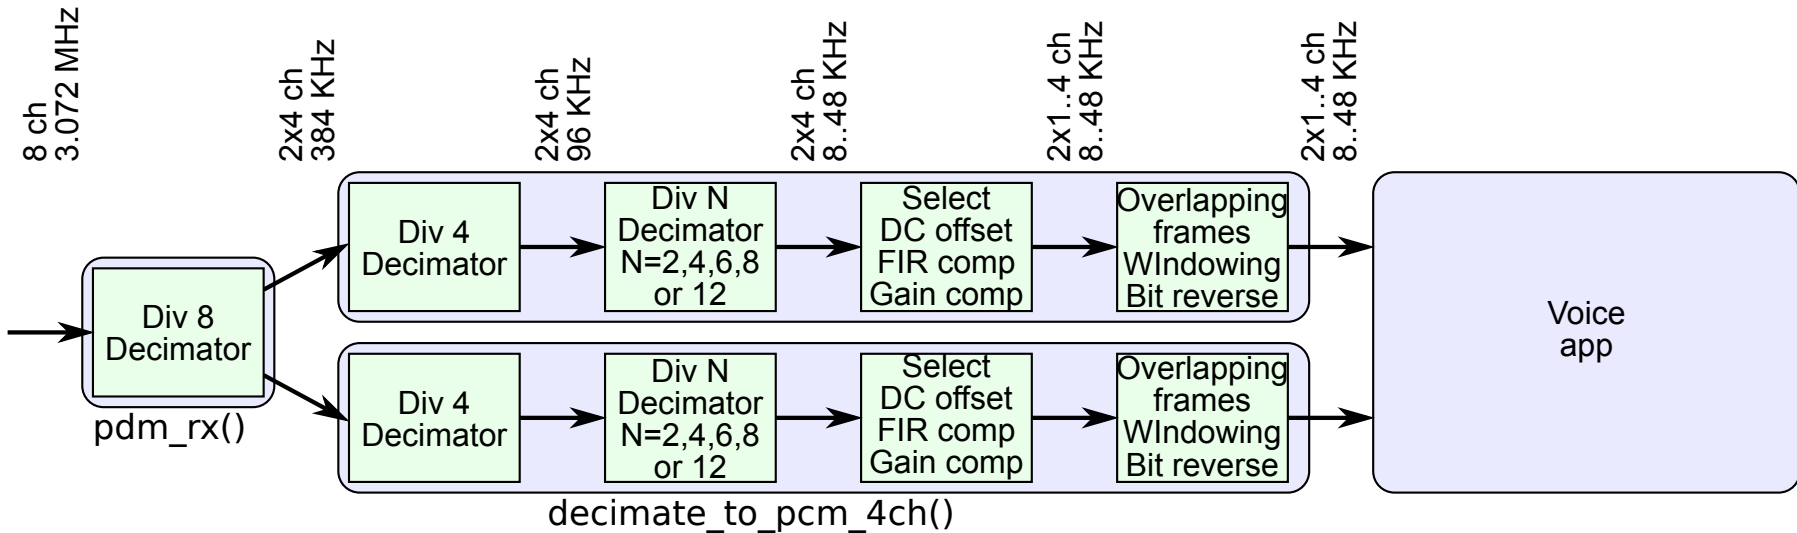 8 ch
3.072 MHz
2x4 ch
384 KHz
2x4 ch
96 KHz
2x4 ch
8..48 KHz
2x1..4 ch
8..48 KHz
2x1..4 ch
8..48 KHz
Div 8
Decimator
pdm_rx()
Div 4
Decimator
Div N
Decimator
N=2,4,6,8
or 12
Select
DC offset
FIR comp
Gain comp
Overlapping
frames
WIndowing
Bit reverse
Div 4
Decimator
Div N
Decimator
N=2,4,6,8
or 12
Select
DC offset
FIR comp
Gain comp
Overlapping
frames
WIndowing
Bit reverse
decimate_to_pcm_4ch()
Voice
app